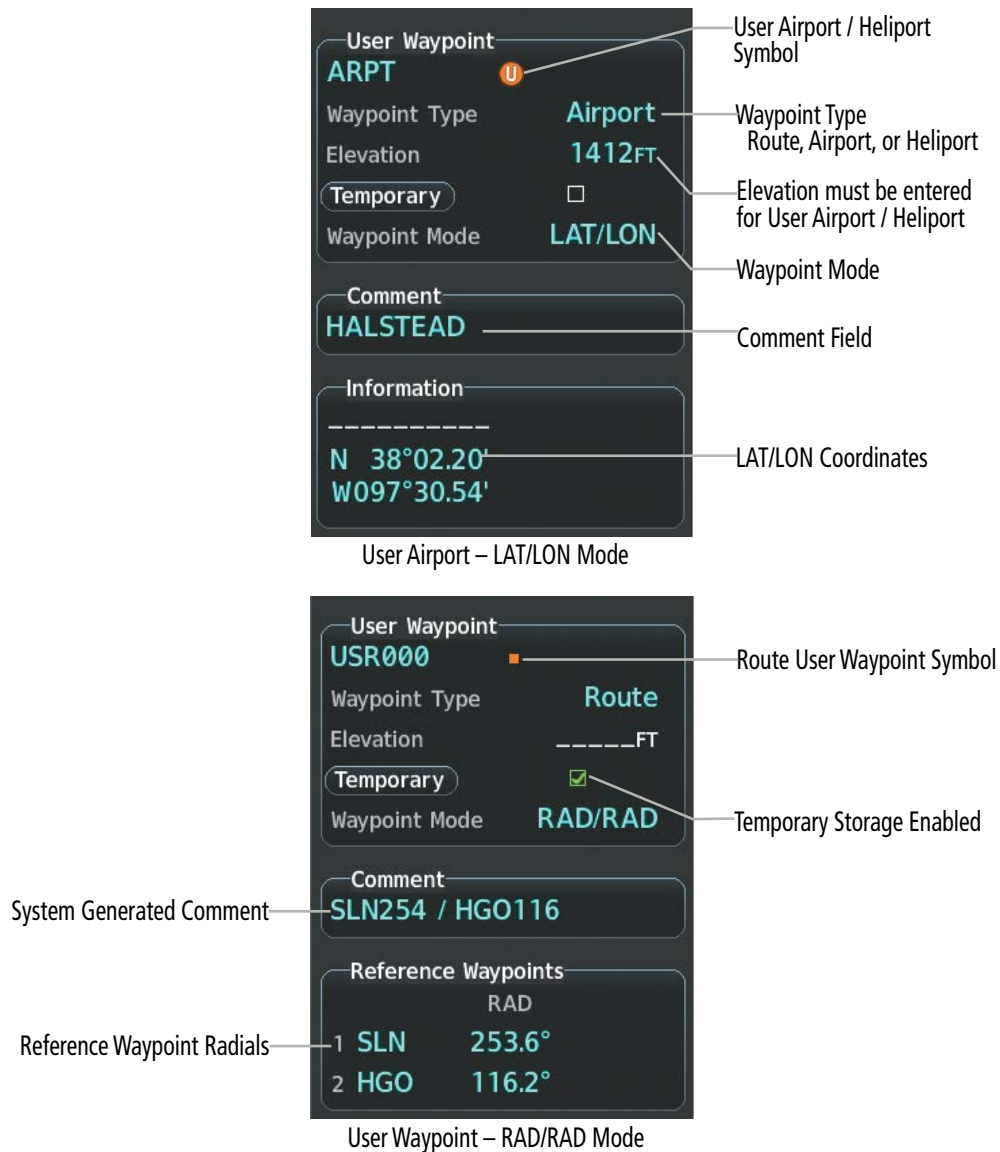 User Waypoint
ARPT U
Waypoint Type Airport
Elevation 1412FT
Temporary
Waypoint Mode LAT/LON
Comment
HALSTEAD
Information
__________
N 38°02.20'
W097°30.54'
User Airport / Heliport
Symbol
Waypoint Type
Route, Airport, or Heliport
Elevation must be entered
for User Airport / Heliport
Waypoint Mode
Comment Field
LAT/LON Coordinates
User Airport – LAT/LON Mode
User Waypoint
USR000
Waypoint Type Route
Elevation _____FT
Temporary
Waypoint Mode RAD/RAD
Comment
SLN254 / HGO116
Reference Waypoints
RAD
1 SLN 253.6°
2 HGO 116.2°
Route User Waypoint Symbol
Temporary Storage Enabled
System Generated Comment
Reference Waypoint Radials
User Waypoint – RAD/RAD Mode